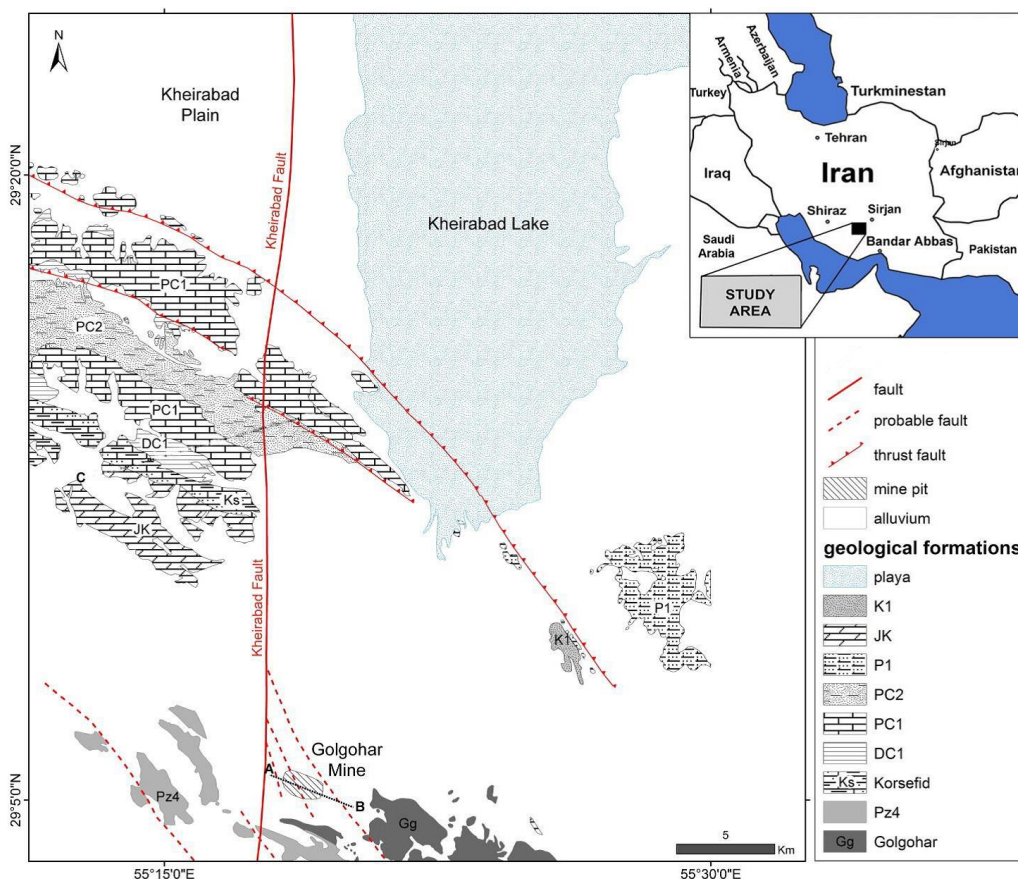 N
Kheirabad
Plain
Kheirabad Fault
Kheirabad Lake
29°20'0"N
PC1
PC2
PC1
DC1
C
Ks
JK
Kheirabad Fault
P1
K1
Golgohar
Mine
A
B
Pz4
Gg
29°5'0"N
5
Km
55°15'0"E
55°30'0"E
Armenia
Azerbaijan
Turkey
Turkminestan
Tehran
Sirjan
Iraq
Iran
Afghanistan
Shiraz
Sirjan
Saudi
Arabia
Bandar Abbas
Pakistan
STUDY
AREA
fault
probable fault
thrust fault
mine pit
alluvium
geological formations
playa
K1
JK
P1
PC2
PC1
DC1
Ks Korsefid
Pz4
Gg Golgohar